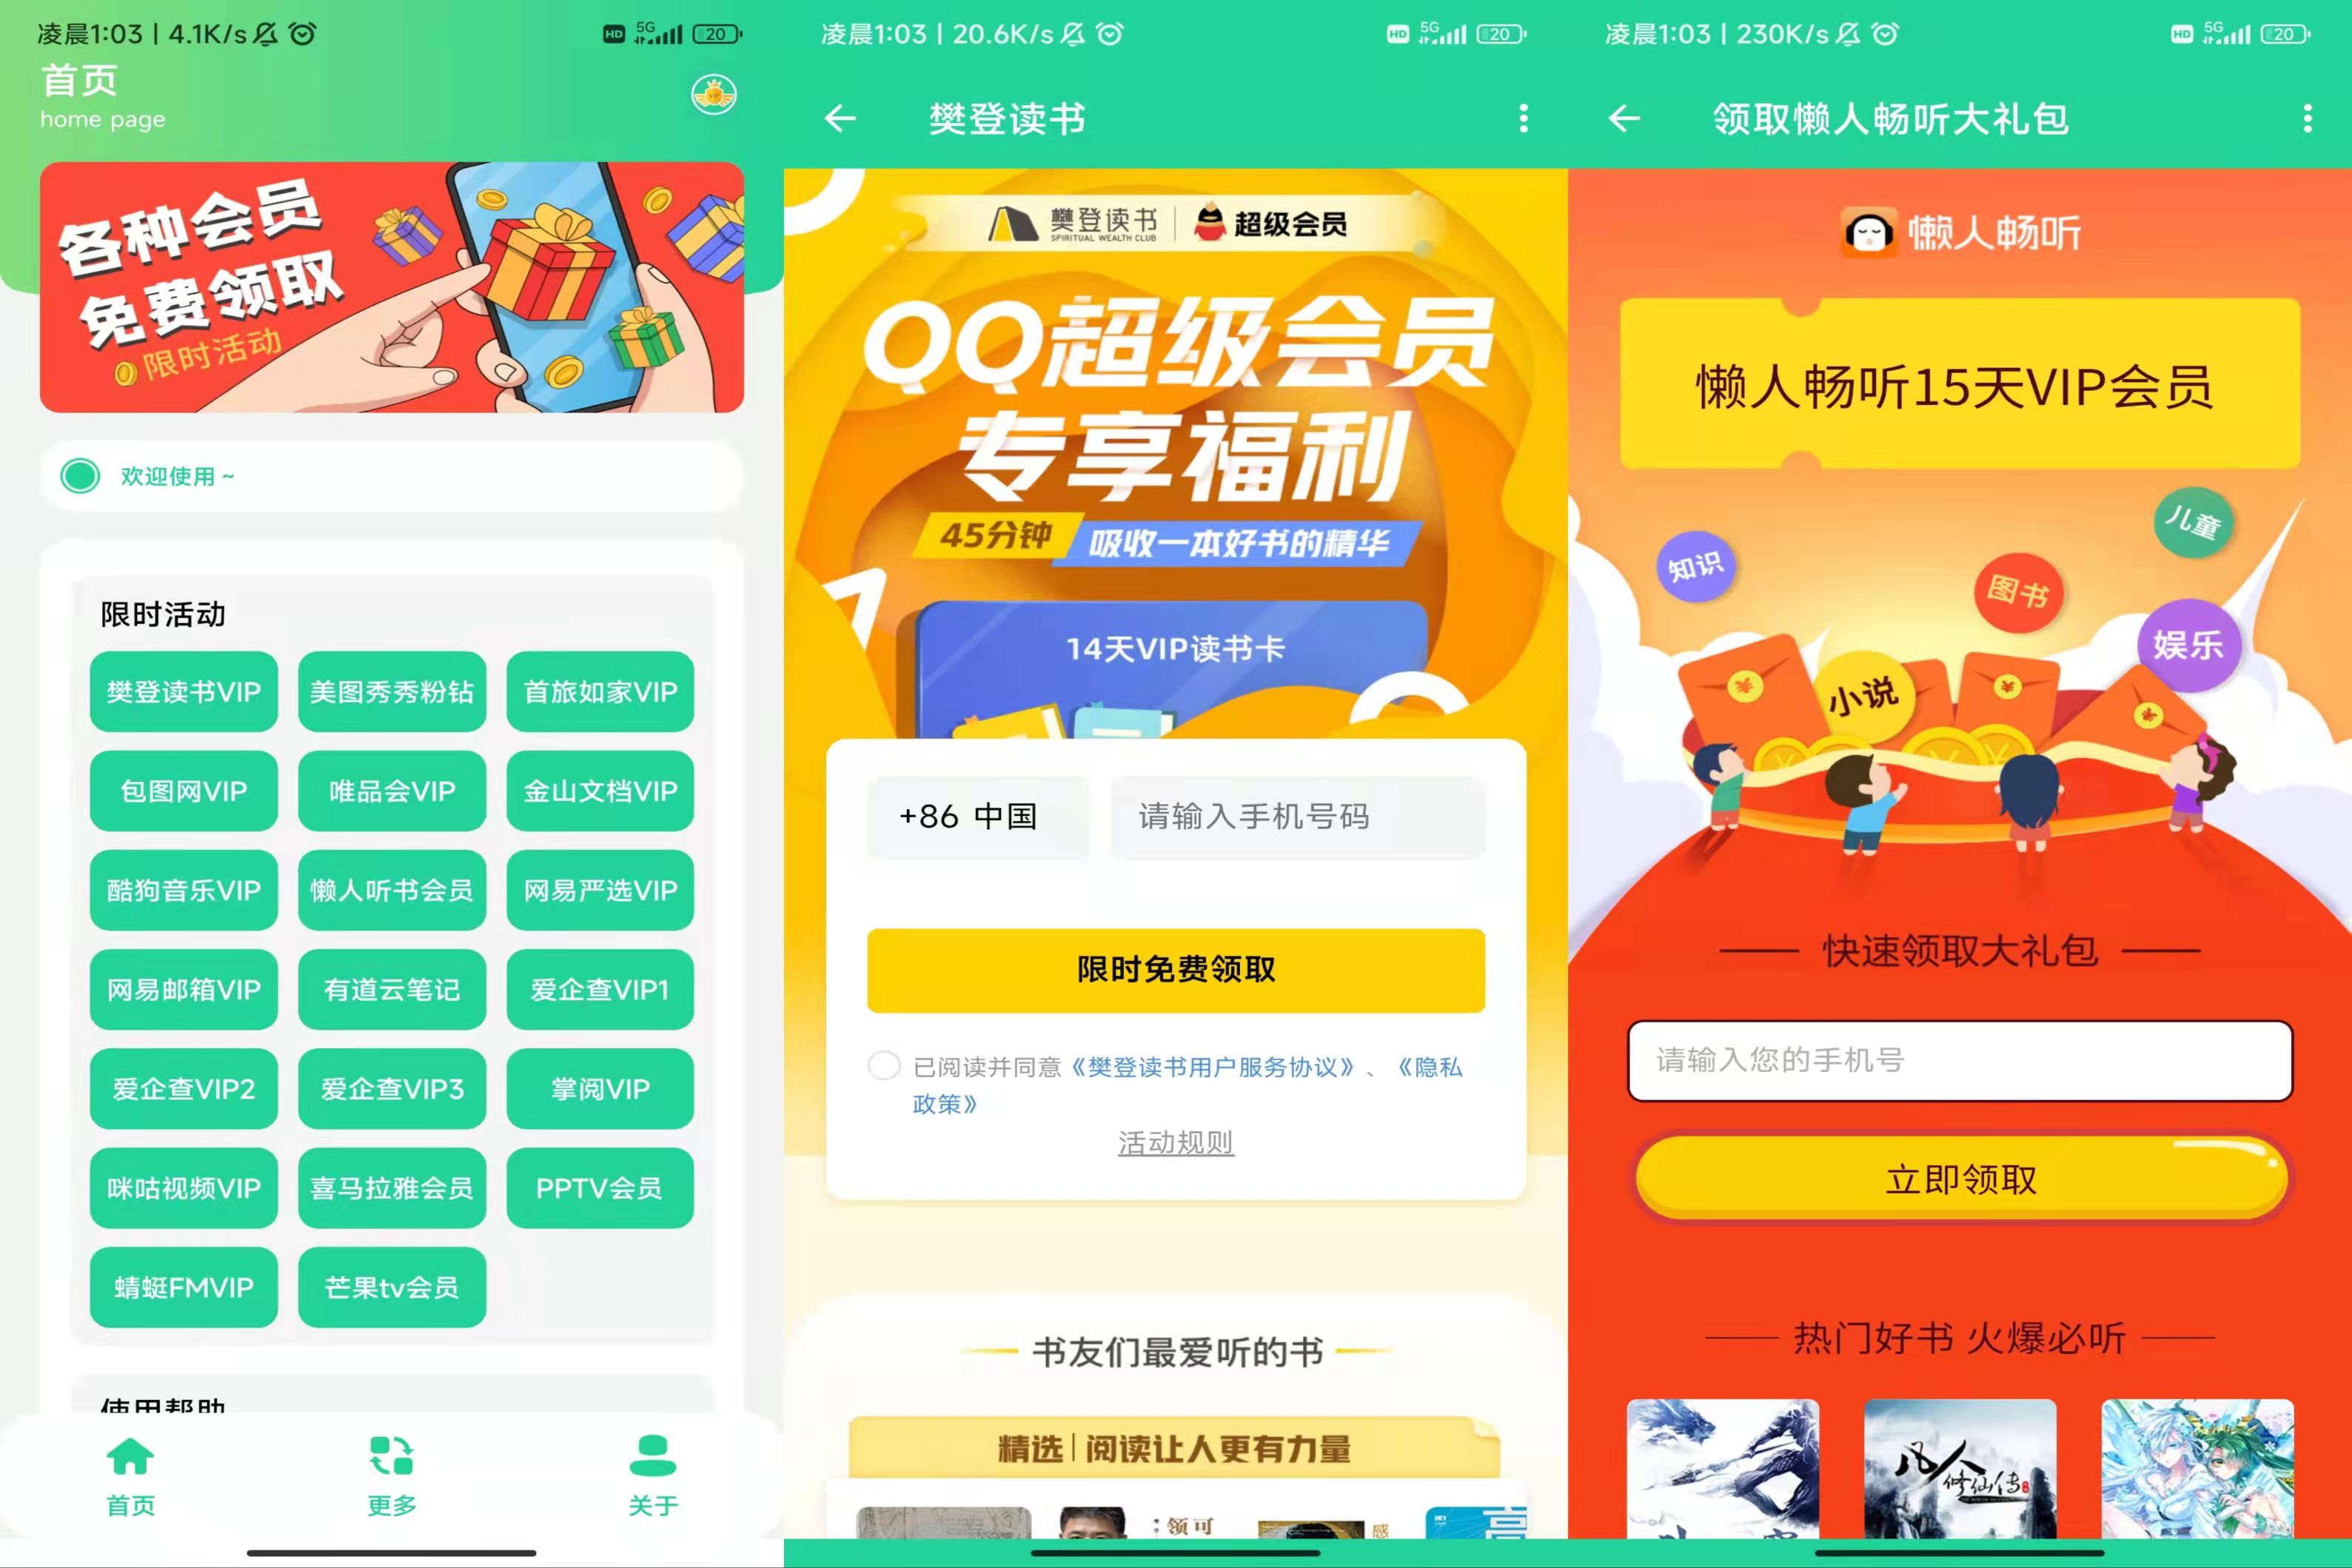 凌晨1:03 | 4.1K/s
HD 5G 20
首页
home page
各种会员
免费领取
限时活动
欢迎使用 ~
限时活动
樊登读书VIP
美图秀秀粉钻
首旅如家VIP
包图网VIP
唯品会VIP
金山文档VIP
酷狗音乐VIP
懒人听书会员
网易严选VIP
网易邮箱VIP
有道云笔记
爱企查VIP1
爱企查VIP2
爱企查VIP3
掌阅VIP
咪咕视频VIP
喜马拉雅会员
PPTV会员
蜻蜓FMVIP
芒果tv会员
使用帮助
首页
更多
关于
凌晨1:03 | 20.6K/s
HD 5G 20
樊登读书
樊登读书
SPIRITUAL WEALTH CLUB
超级会员
QQ超级会员
专享福利
45分钟
吸收一本好书的精华
14天VIP读书卡
+86 中国
请输入手机号码
限时免费领取
已阅读并同意《樊登读书用户服务协议》、《隐私
政策》
活动规则
书友们最爱听的书
精选|阅读让人更有力量
领可
感
高
凌晨1:03 | 230K/s
HD 5G 20
领取懒人畅听大礼包
懒人畅听
懒人畅听15天VIP会员
知识
儿童
图书
娱乐
小说
快速领取大礼包
请输入您的手机号
立即领取
热门好书 火爆必听
凡人
修仙传